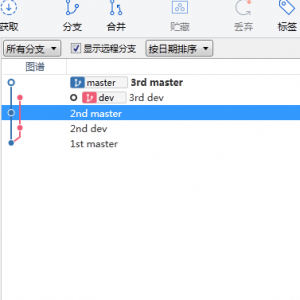 获取 分支 合并 贮藏 丢弃 标签
所有分支 显示远程分支 按日期排序
图谱
master 3rd master
dev 3rd dev
2nd master
2nd dev
1st master